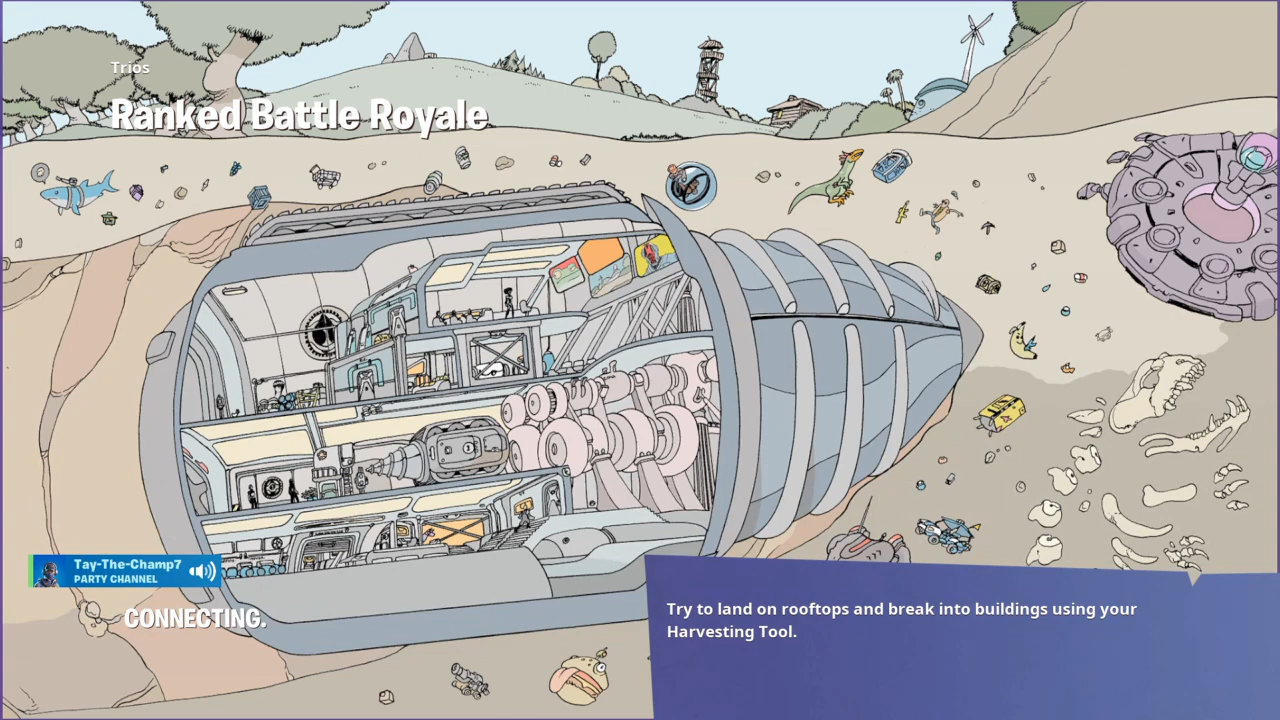 Trios
Ranked Battle Royale
Tay-The-Champ7
PARTY CHANNEL
CONNECTING.
Try to land on rooftops and break into buildings using your
Harvesting Tool.